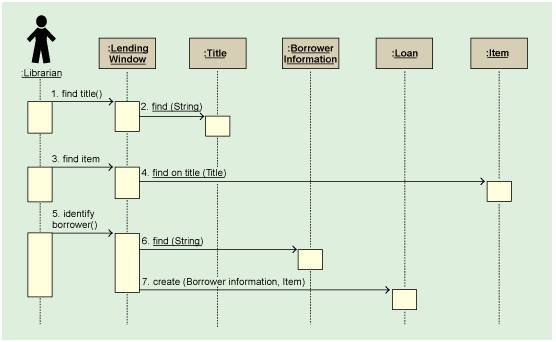 :Librarian
:Lending
Window
:Title
:Borrower
Information
:Loan
:Item
1. find title()
2. find (String)
3. find item
4. find on title (Title)
5. identify
borrower()
6. find (String)
7. create (Borrower information, Item)